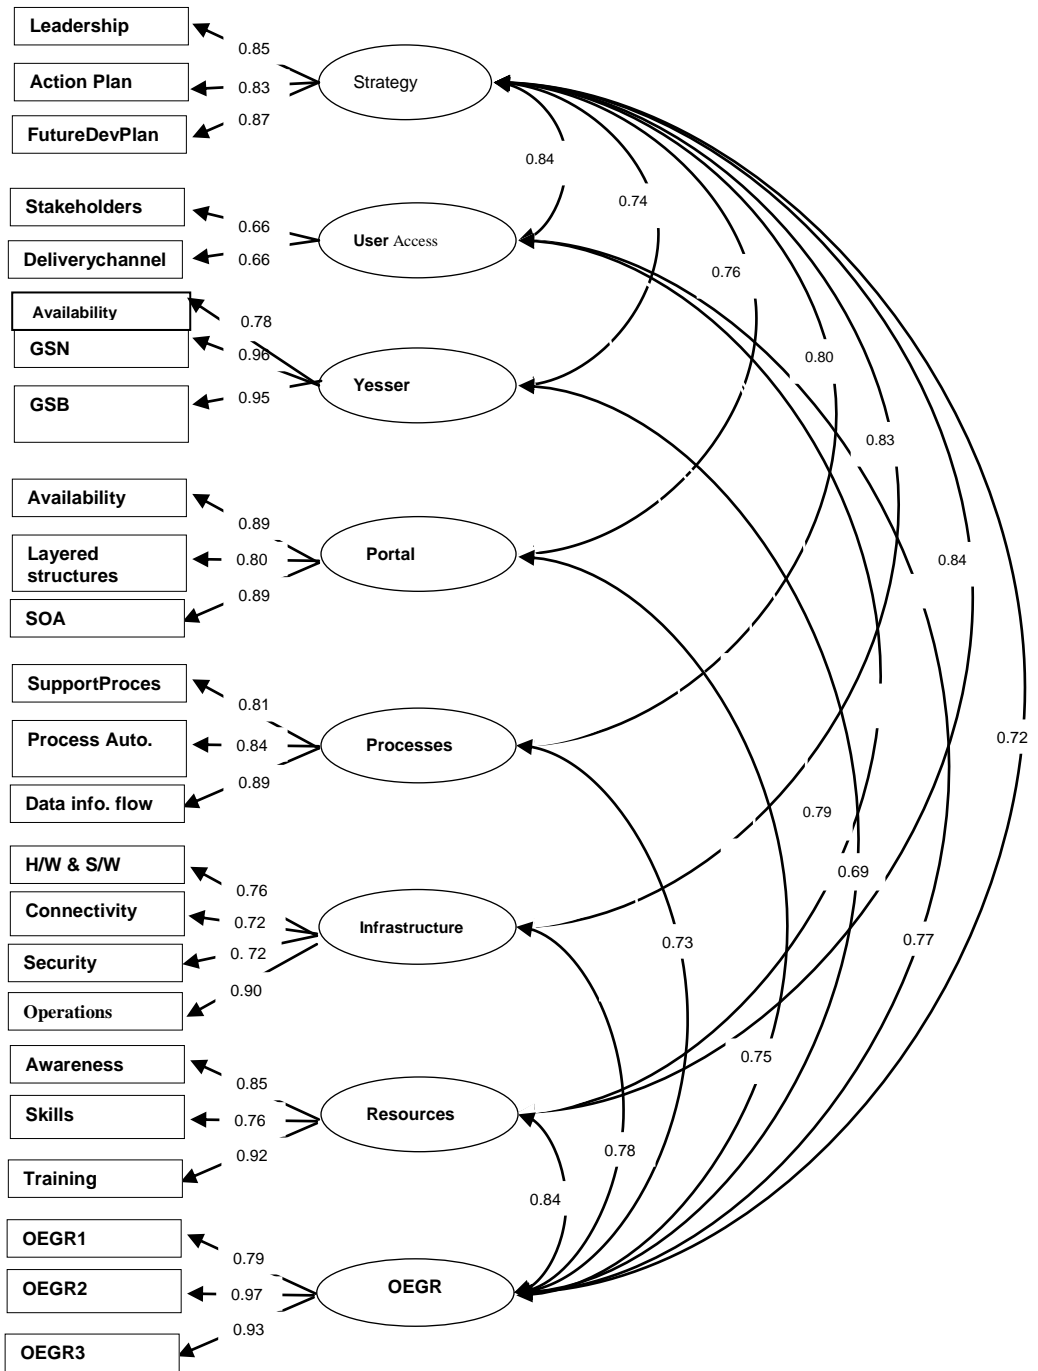 Leadership
0.85
Action Plan
0.83
Strategy
FutureDevPlan
0.87
0.84
Stakeholders
0.66
0.74
User Access
Deliverychannel
0.66
0.76
Availability
0.78
GSN
0.96
0.80
Yesser
GSB
0.95
0.83
Availability
0.89
Portal
Layered
structures
0.80
0.84
SOA
0.89
SupportProces
0.81
Process Auto.
0.84
Processes
0.72
Data info. flow
0.89
0.79
H/W & S/W
0.76
0.69
Connectivity
0.72
Infrastructure
0.73
0.77
Security
0.72
Operations
0.90
Awareness
0.85
0.75
Skills
0.76
Resources
Training
0.92
0.78
0.84
OEGR1
0.79
OEGR2
0.97
OEGR
OEGR3
0.93